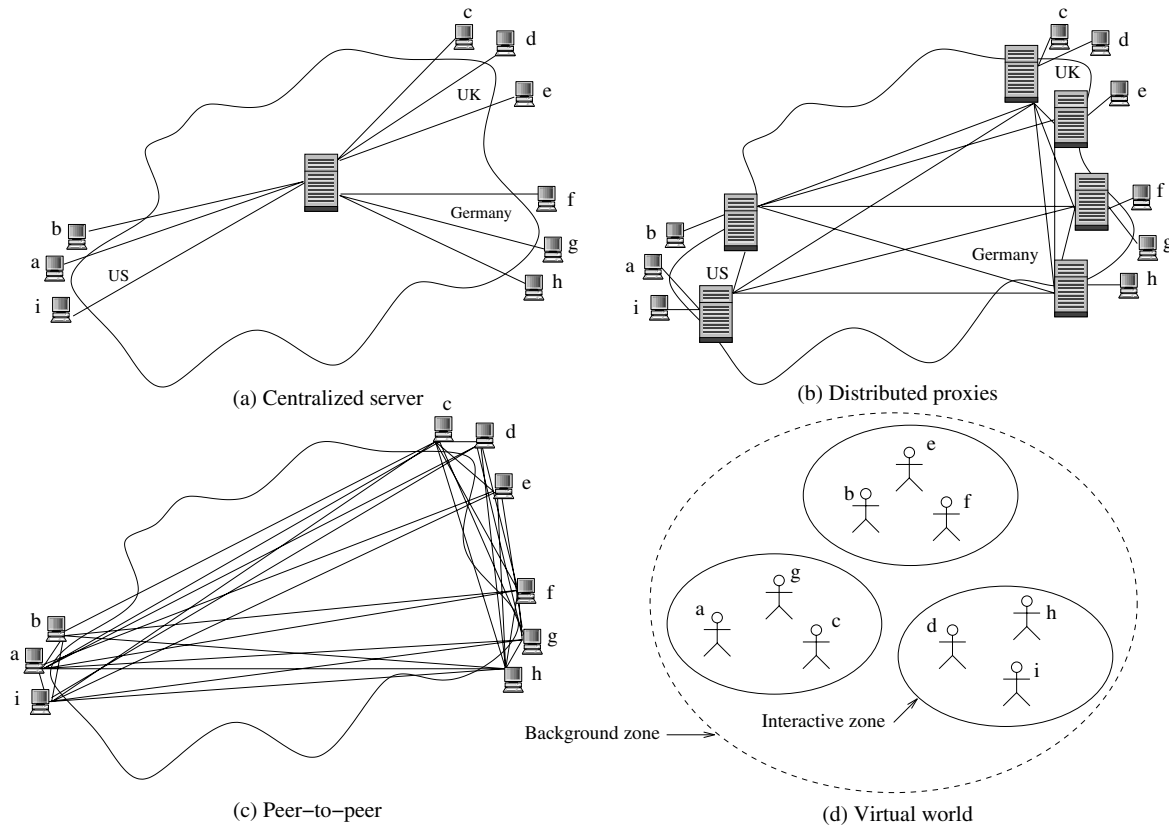 c
d
UK
e
b
Germany
f
a
US
g
h
i
(a) Centralized server
c
d
UK
e
b
f
a
US
Germany
g
i
h
(b) Distributed proxies
c
d
e
b
f
a
g
i
h
(c) Peer-to-peer
e
b
f
g
a
c
h
d
i
Interactive zone
Background zone
(d) Virtual world